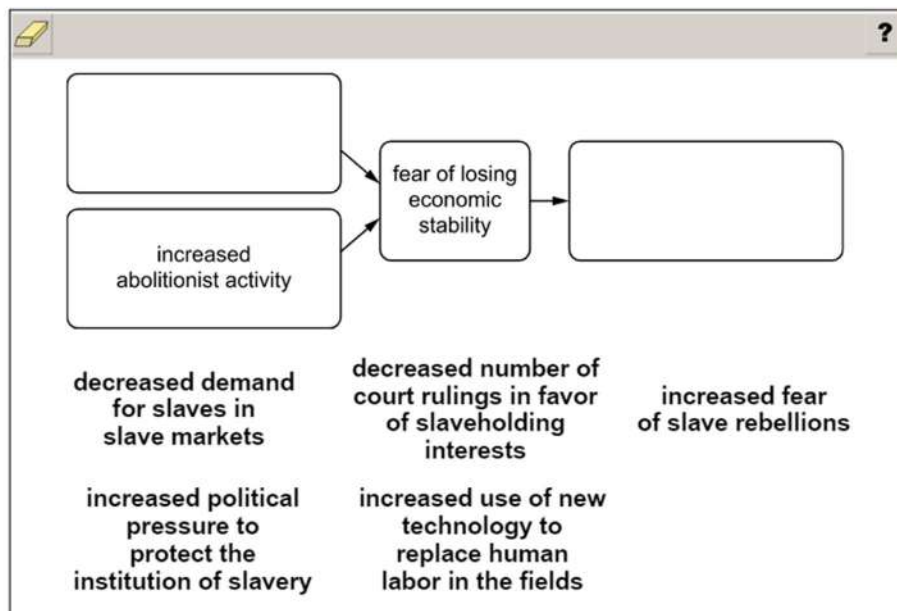 ?
fear of losing
economic
stability
increased
abolitionist activity
decreased demand
for slaves in
slave markets
decreased number of
court rulings in favor
of slaveholding
interests
increased fear
of slave rebellions
increased political
pressure to
protect the
institution of slavery
increased use of new
technology to
replace human
labor in the fields